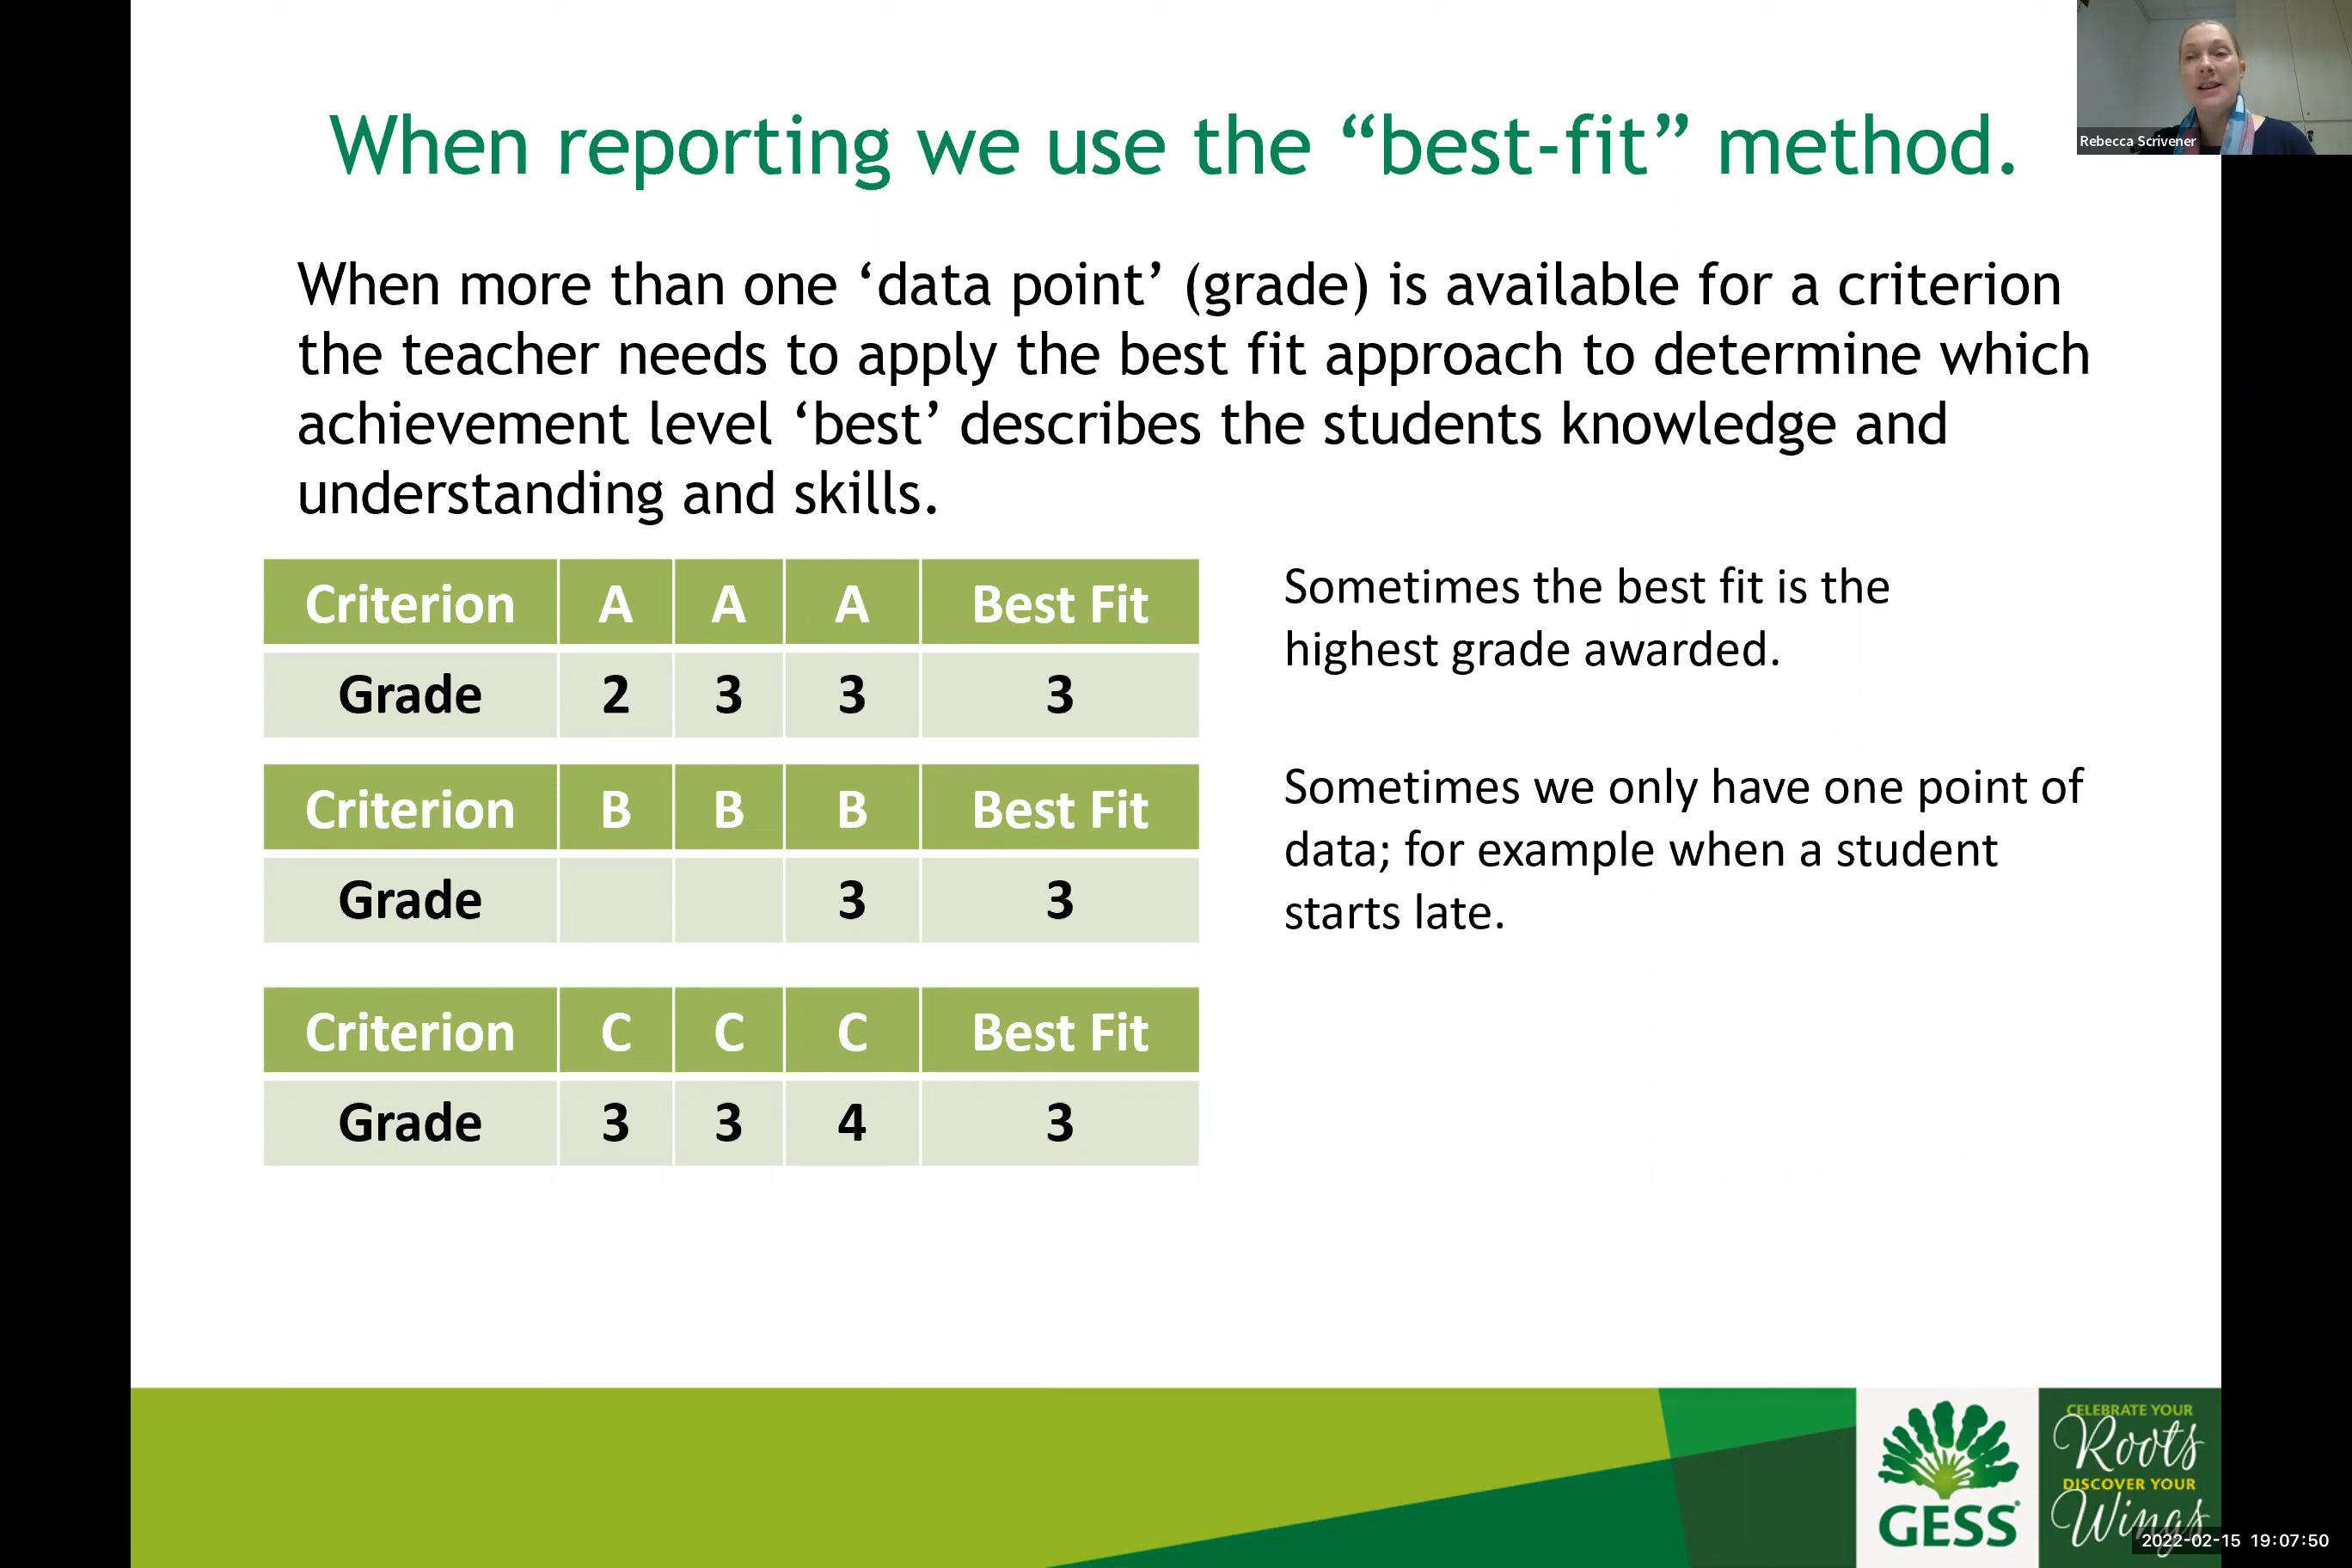 When reporting we use the “best-fit” method.
Rebecca Scrivener
When more than one ‘data point’ (grade) is available for a criterion
the teacher needs to apply the best fit approach to determine which
achievement level ‘best’ describes the students knowledge and
understanding and skills.
Criterion A A A Best Fit
Grade 2 3 3 3
Sometimes the best fit is the
highest grade awarded.
Criterion B B B Best Fit
Grade 3 3
Sometimes we only have one point of
data; for example when a student
starts late.
Criterion C C C Best Fit
Grade 3 3 4 3
GESS
CELEBRATE YOUR
Roots
DISCOVER YOUR
Wings
2022-02-15 19:07:50